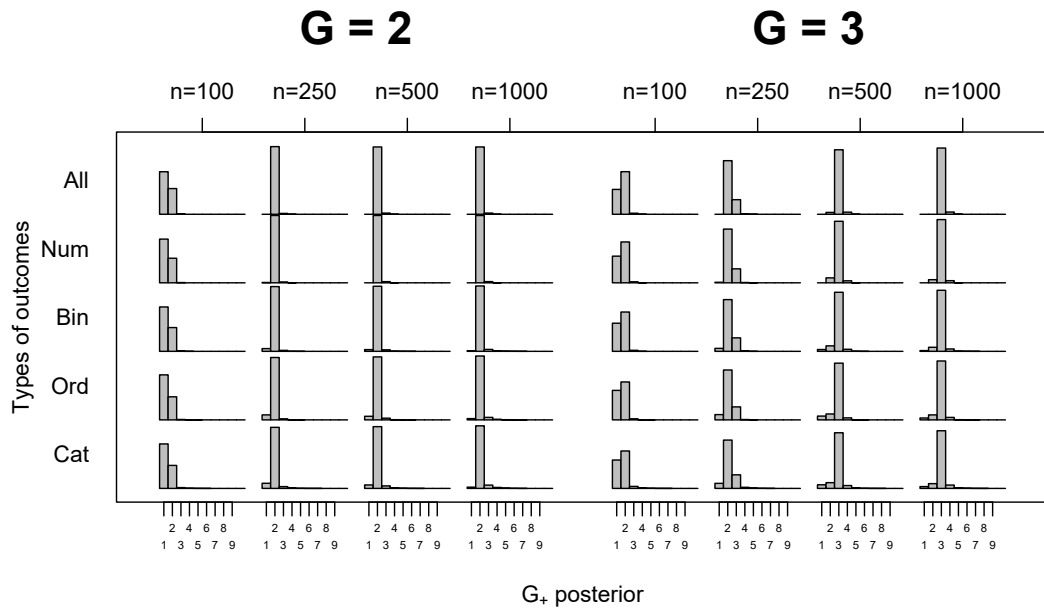 G = 2 G = 3
n=100 n=250 n=500 n=1000 n=100 n=250 n=500 n=1000
Types of outcomes
All
Num
Bin
Ord
Cat
2 4 6 8 2 4 6 8 2 4 6 8 2 4 6 8 2 4 6 8 2 4 6 8 2 4 6 8 2 4 6 8
1 3 5 7 9 1 3 5 7 9 1 3 5 7 9 1 3 5 7 9 1 3 5 7 9 1 3 5 7 9 1 3 5 7 9 1 3 5 7 9
G₊ posterior